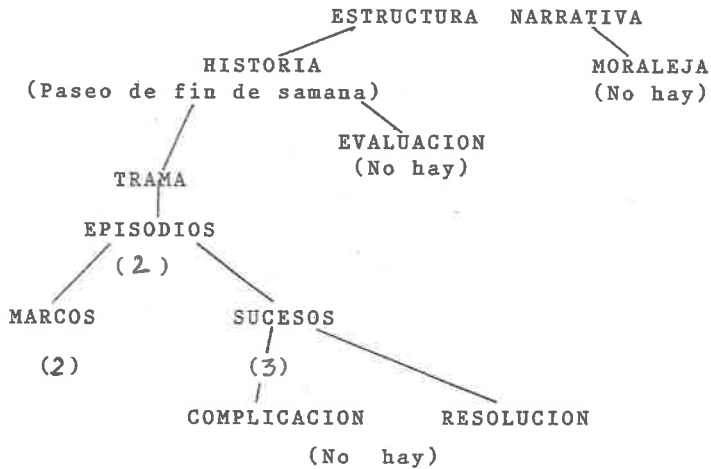 ESTRUCTURA NARRATIVA
HISTORIA MORALEJA
(Paseo de fin de samana) (No hay)
EVALUACION
(No hay)
TRAMA
EPISODIOS
(2)
MARCOS SUCESOS
(2) (3)
COMPLICACION RESOLUCION
(No hay)